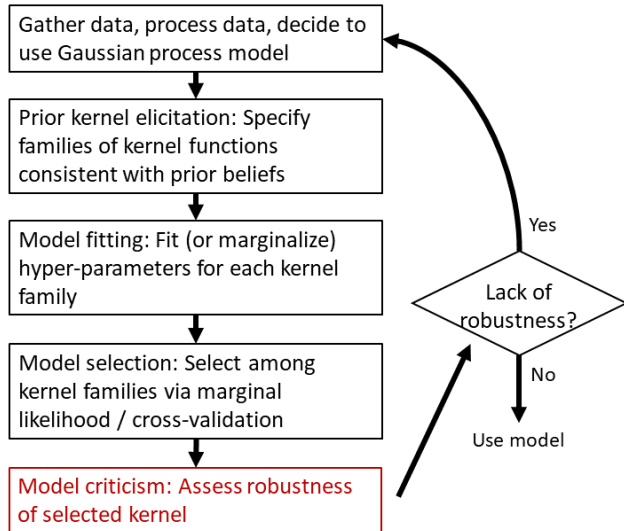 Gather data, process data, decide to
use Gaussian process model
Prior kernel elicitation: Specify
families of kernel functions
consistent with prior beliefs
Model fitting: Fit (or marginalize)
hyper-parameters for each kernel
family
Model selection: Select among
kernel families via marginal
likelihood / cross-validation
Model criticism: Assess robustness
of selected kernel
Lack of
robustness?
Yes
No
Use model